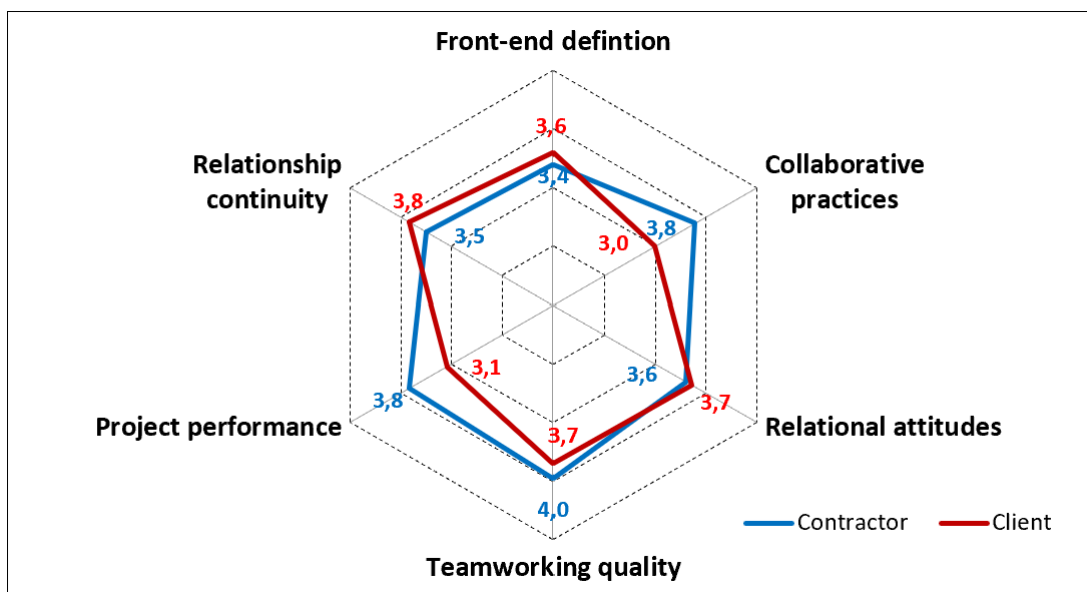 Front-end defintion
3,6
3,4
Relationship
continuity
Collaborative
practices
3,8
3,5
3,0
3,8
3,1
3,6
3,8
3,7
3,7
4,0
Project performance
Relational attitudes
Teamworking quality
Contractor
Client